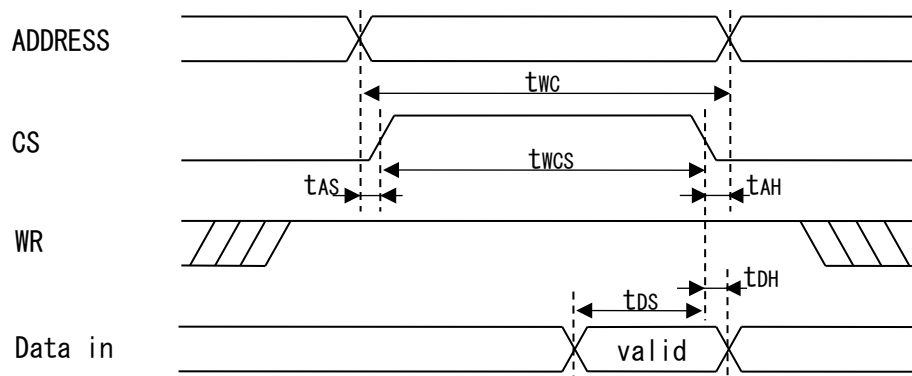 ADDRESS
tWC
CS
tWCS
tAS
tAH
WR
tDH
tDS
Data in
valid